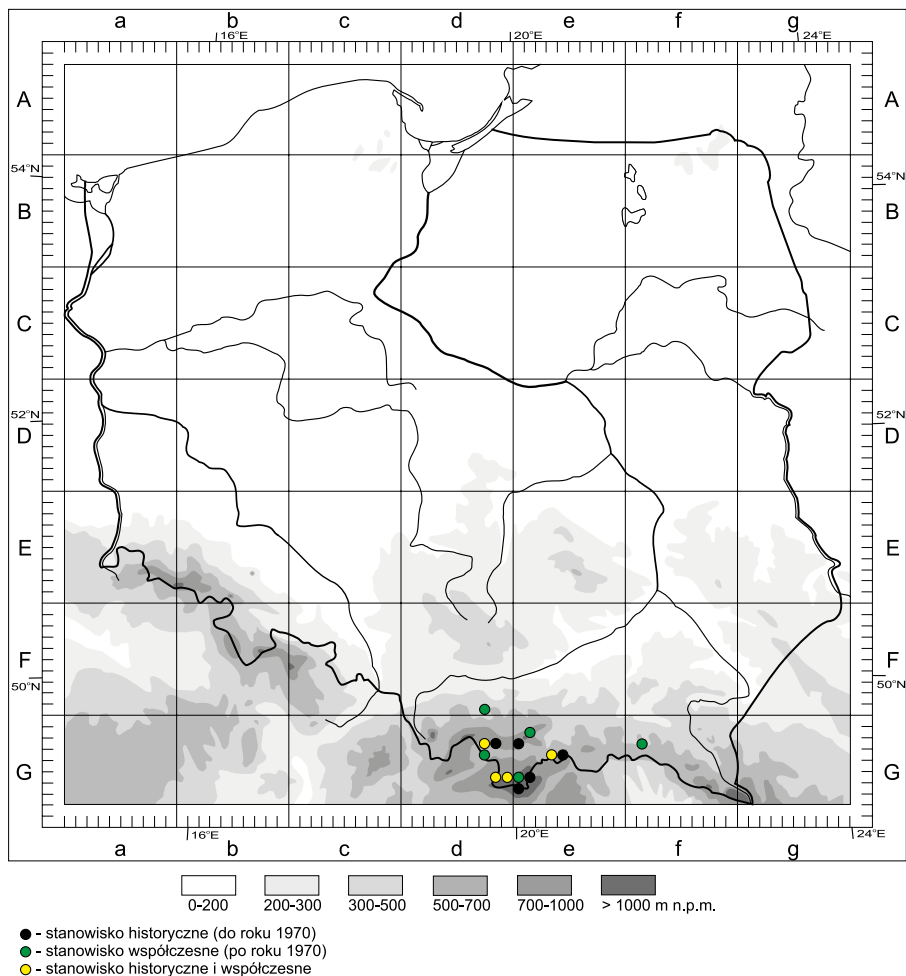 a b c d e f g
16°E 20°E 24°E
A A
54°N 54°N
B B
C C
52°N 52°N
D D
E E
F F
50°N 50°N
G G
16°E 20°E 24°E
a b c d e f g
0-200 200-300 300-500 500-700 700-1000 > 1000 m n.p.m.
- stanowisko historyczne (do roku 1970)
- stanowisko współczesne (po roku 1970)
- stanowisko historyczne i współczesne